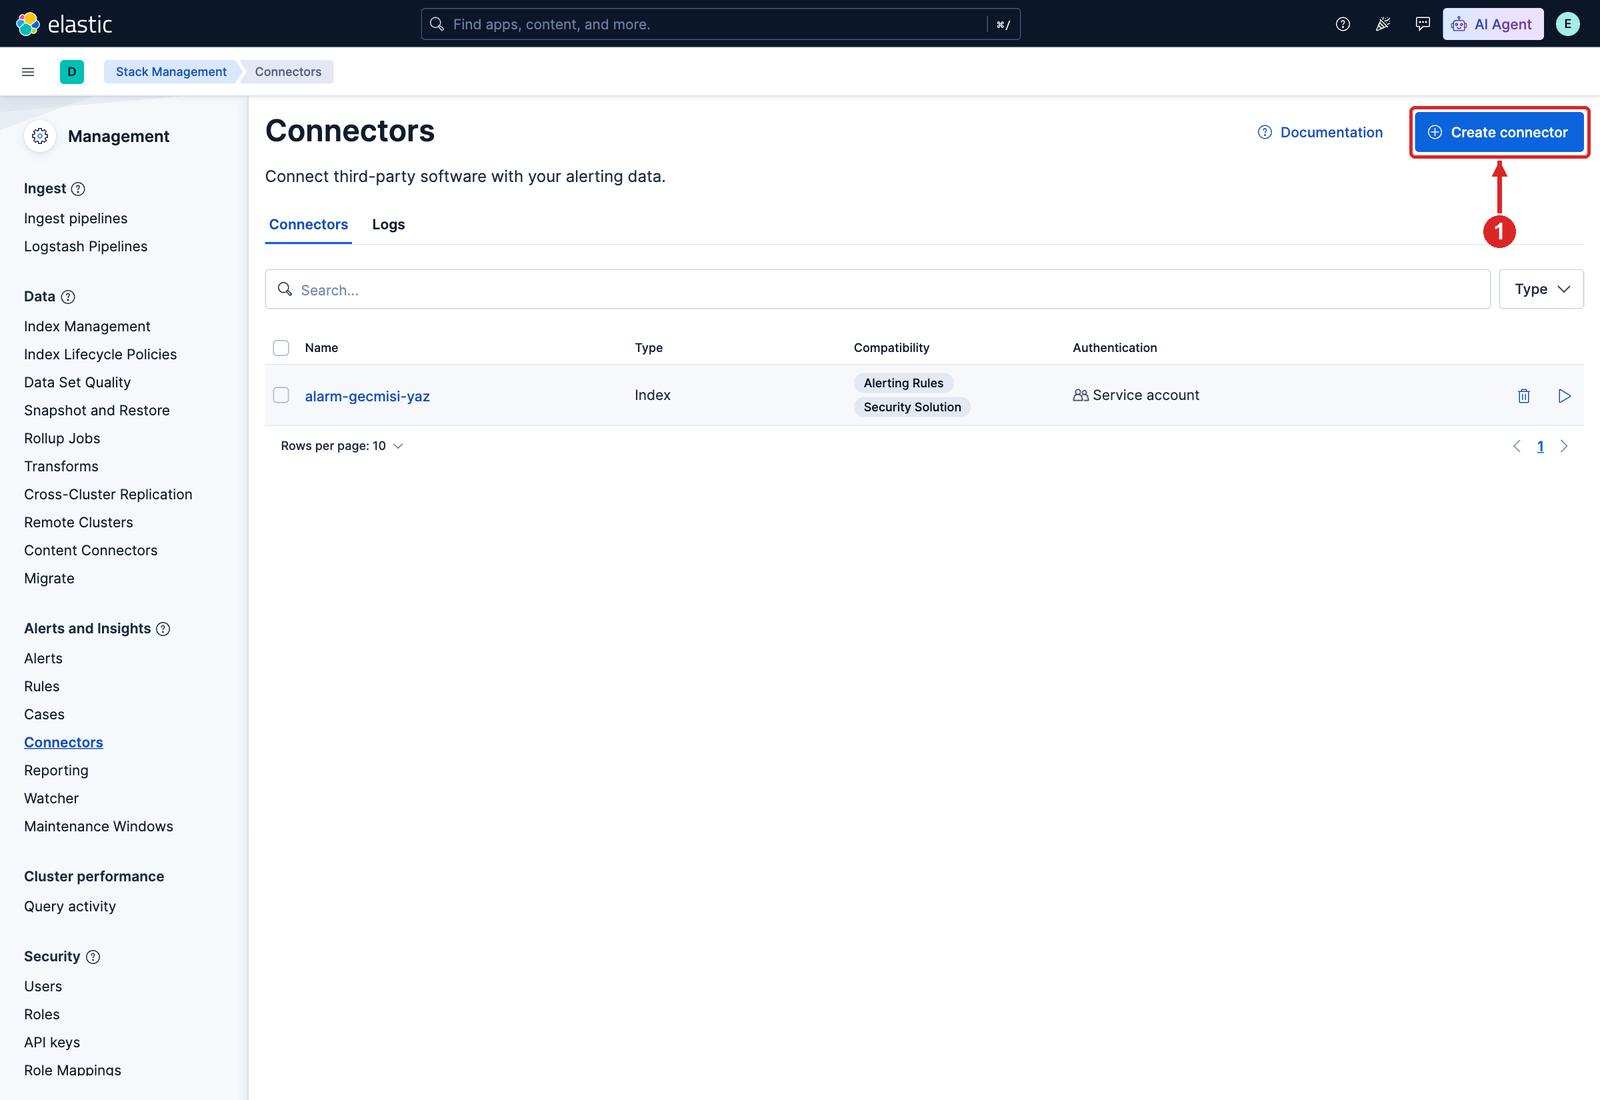 elastic
Find apps, content, and more.
⌘/
AI Agent
E
D
Stack Management
Connectors
Management
Ingest
Ingest pipelines
Logstash Pipelines
Data
Index Management
Index Lifecycle Policies
Data Set Quality
Snapshot and Restore
Rollup Jobs
Transforms
Cross-Cluster Replication
Remote Clusters
Content Connectors
Migrate
Alerts and Insights
Alerts
Rules
Cases
Connectors
Reporting
Watcher
Maintenance Windows
Cluster performance
Query activity
Security
Users
Roles
API keys
Role Mappings
Connectors
Documentation
Create connector
1
Connect third-party software with your alerting data.
Connectors Logs
Search...
Type
Name Type Compatibility Authentication
alarm-gecmisi-yaz Index Alerting Rules Service account
Security Solution
Rows per page: 10
1